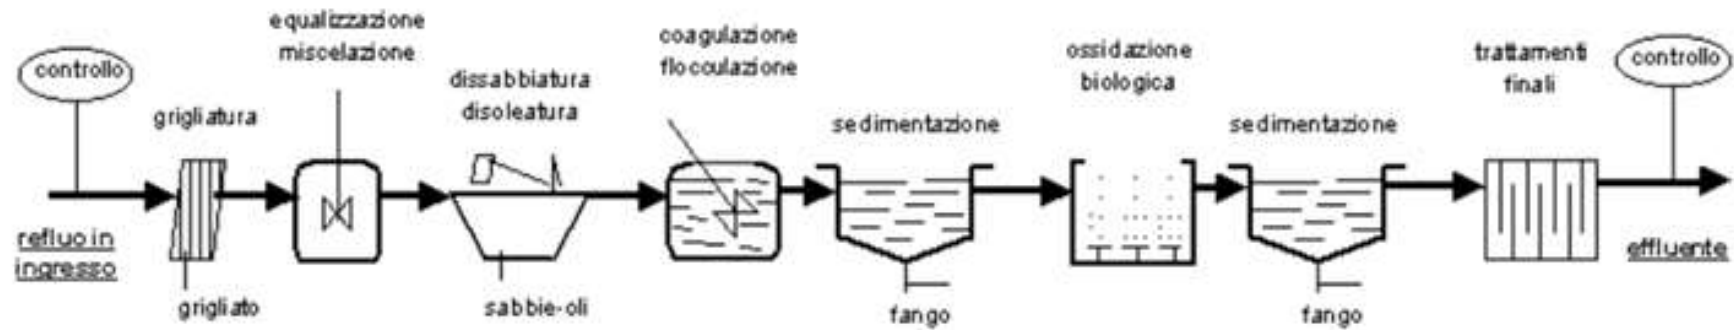 controllo
grigliatura
equalizzazione
miscelazione
dissabbiatura
disoleatura
coagulazione
flocculazione
sedimentazione
ossidazione
biologica
sedimentazione
trattamenti
finali
controllo
refluo in
ingresso
grigliato
sabbie-oli
fango
fango
effluente